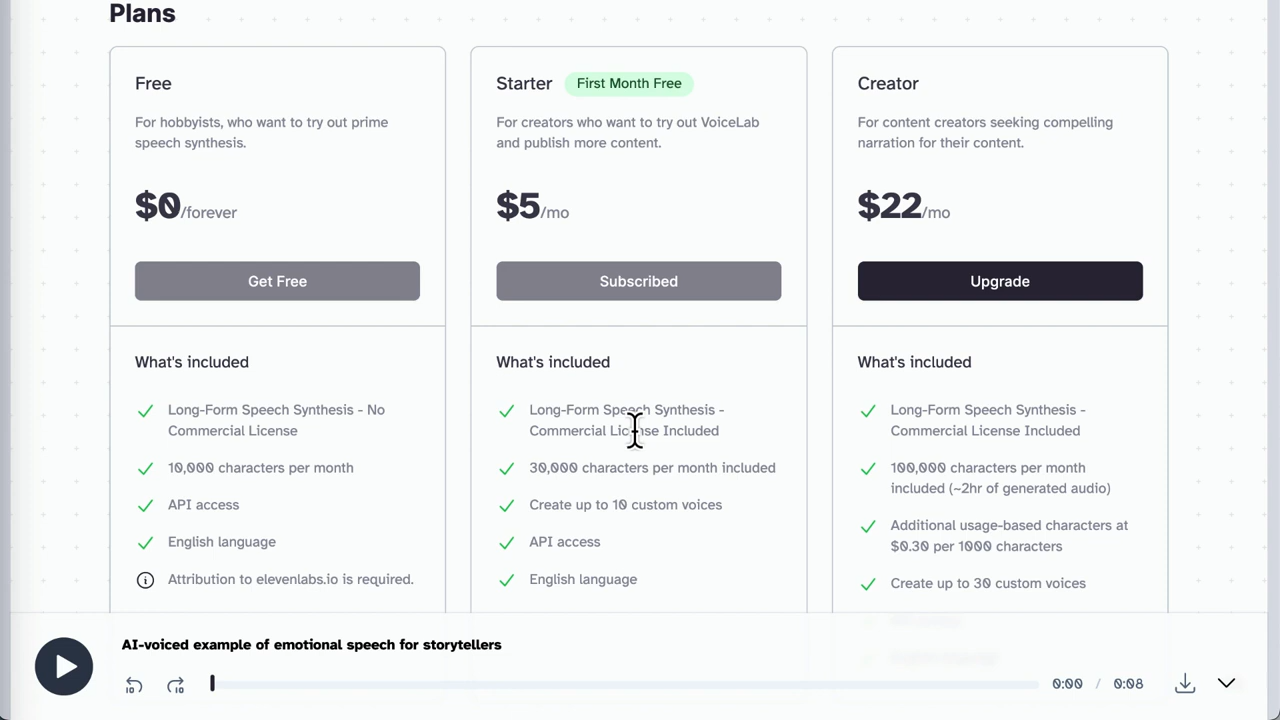 Plans
Free
For hobbyists, who want to try out prime
speech synthesis.
$0/forever
Get Free
What's included
Long-Form Speech Synthesis - No
Commercial License
10,000 characters per month
API access
English language
Attribution to elevenlabs.io is required.
Starter First Month Free
For creators who want to try out VoiceLab
and publish more content.
$5/mo
Subscribed
What's included
Long-Form Speech Synthesis -
Commercial License Included
30,000 characters per month included
Create up to 10 custom voices
API access
English language
Creator
For content creators seeking compelling
narration for their content.
$22/mo
Upgrade
What's included
Long-Form Speech Synthesis -
Commercial License Included
100,000 characters per month
included (~2hr of generated audio)
Additional usage-based characters at
$0.30 per 1000 characters
Create up to 30 custom voices
AI-voiced example of emotional speech for storytellers
10 10 0:00 / 0:08